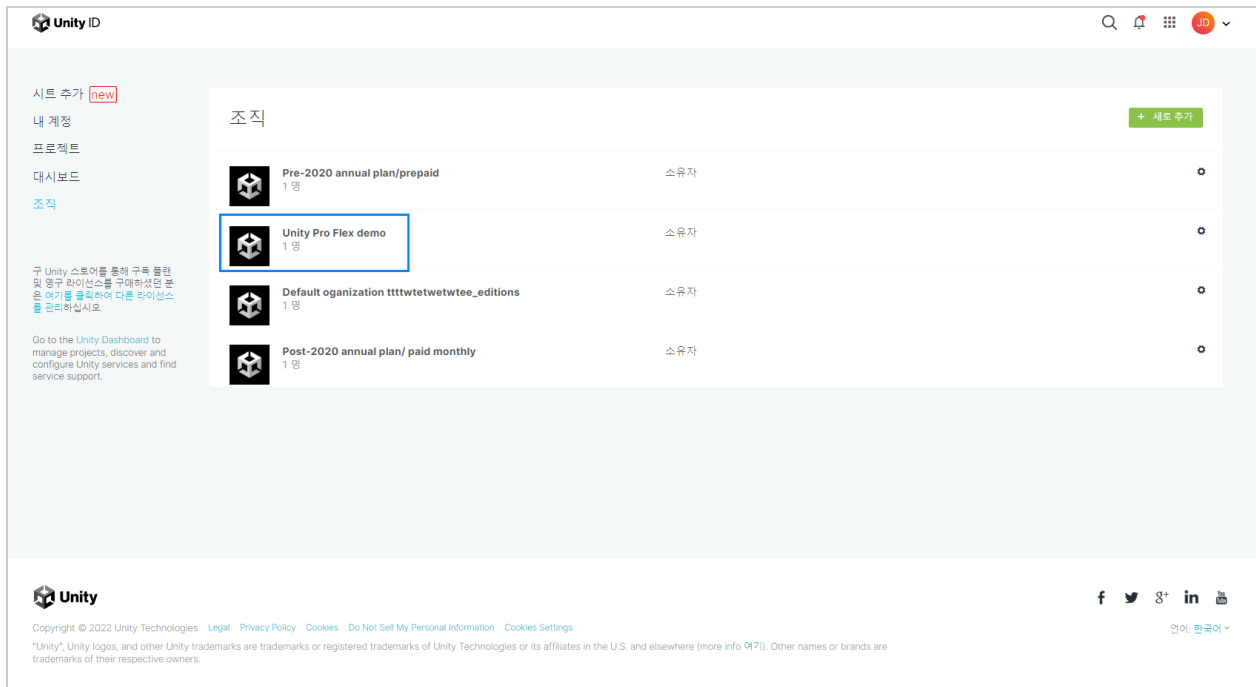 Unity ID
JD
시트 추가 new
내 계정
프로젝트
대시보드
조직
구 Unity 스토어를 통해 구독 플랜
및 영구 라이선스를 구매하셨던 분
은 여기를 클릭하여 다른 라이선스
를 관리하십시오.
Go to the Unity Dashboard to
manage projects, discover and
configure Unity services and find
service support.
조직
+ 새로 추가
Pre-2020 annual plan/prepaid
1 명
소유자
Unity Pro Flex demo
1 명
소유자
Default oganization ttttwtetwetwtee_editions
1 명
소유자
Post-2020 annual plan/ paid monthly
1 명
소유자
Unity
f g+ in You Tube
Copyright © 2022 Unity Technologies Legal Privacy Policy Cookies Do Not Sell My Personal Information Cookies Settings
언어: 한국어
"Unity", Unity logos, and other Unity trademarks are trademarks or registered trademarks of Unity Technologies or its affiliates in the U.S. and elsewhere (more info 여기). Other names or brands are
trademarks of their respective owners.